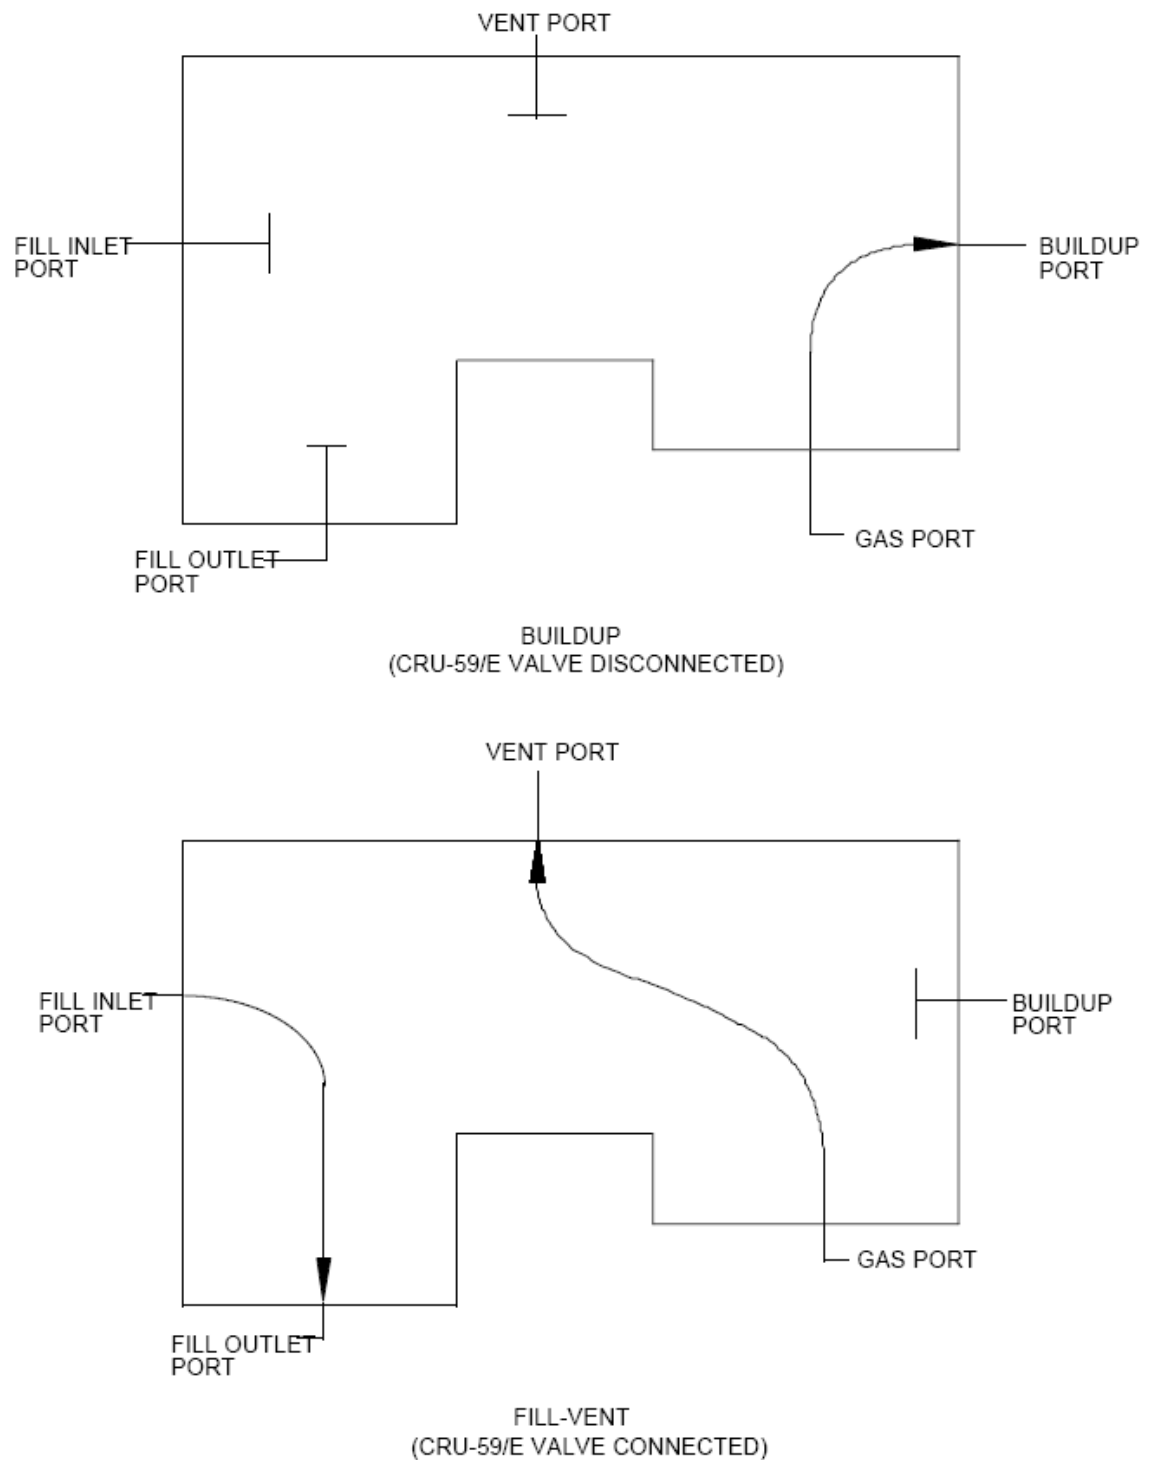 VENT PORT
FILL INLET
PORT
BUILDUP
PORT
FILL OUTLET
PORT
GAS PORT
BUILDUP
(CRU-59/E VALVE DISCONNECTED)
VENT PORT
FILL INLET
PORT
BUILDUP
PORT
GAS PORT
FILL OUTLET
PORT
FILL-VENT
(CRU-59/E VALVE CONNECTED)